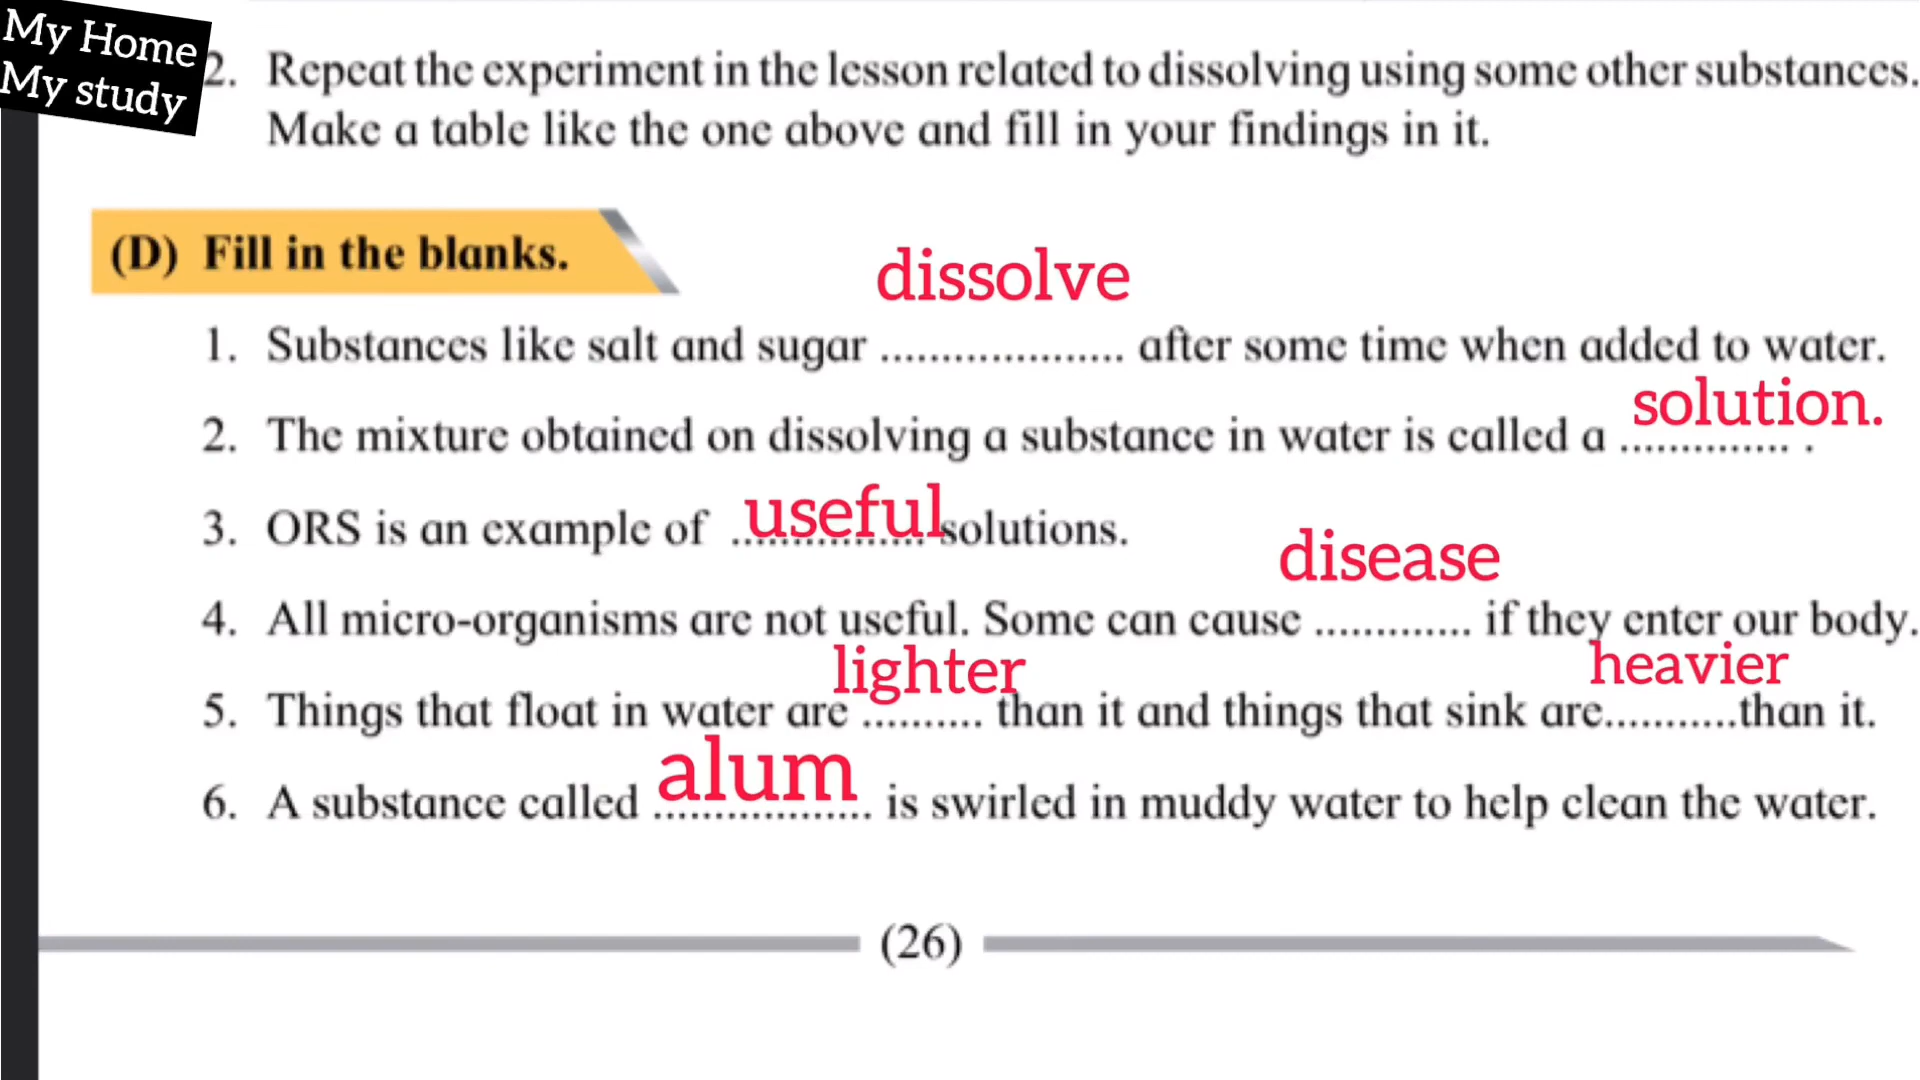 My Home
My study
2. Repeat the experiment in the lesson related to dissolving using some other substances.
Make a table like the one above and fill in your findings in it.
(D) Fill in the blanks.
dissolve
1. Substances like salt and sugar .................... after some time when added to water.
solution.
2. The mixture obtained on dissolving a substance in water is called a .............. .
useful
3. ORS is an example of ................ solutions.
disease
4. All micro-organisms are not useful. Some can cause ............. if they enter our body.
lighter heavier
5. Things that float in water are .......... than it and things that sink are...........than it.
alum
6. A substance called .................. is swirled in muddy water to help clean the water.
(26)